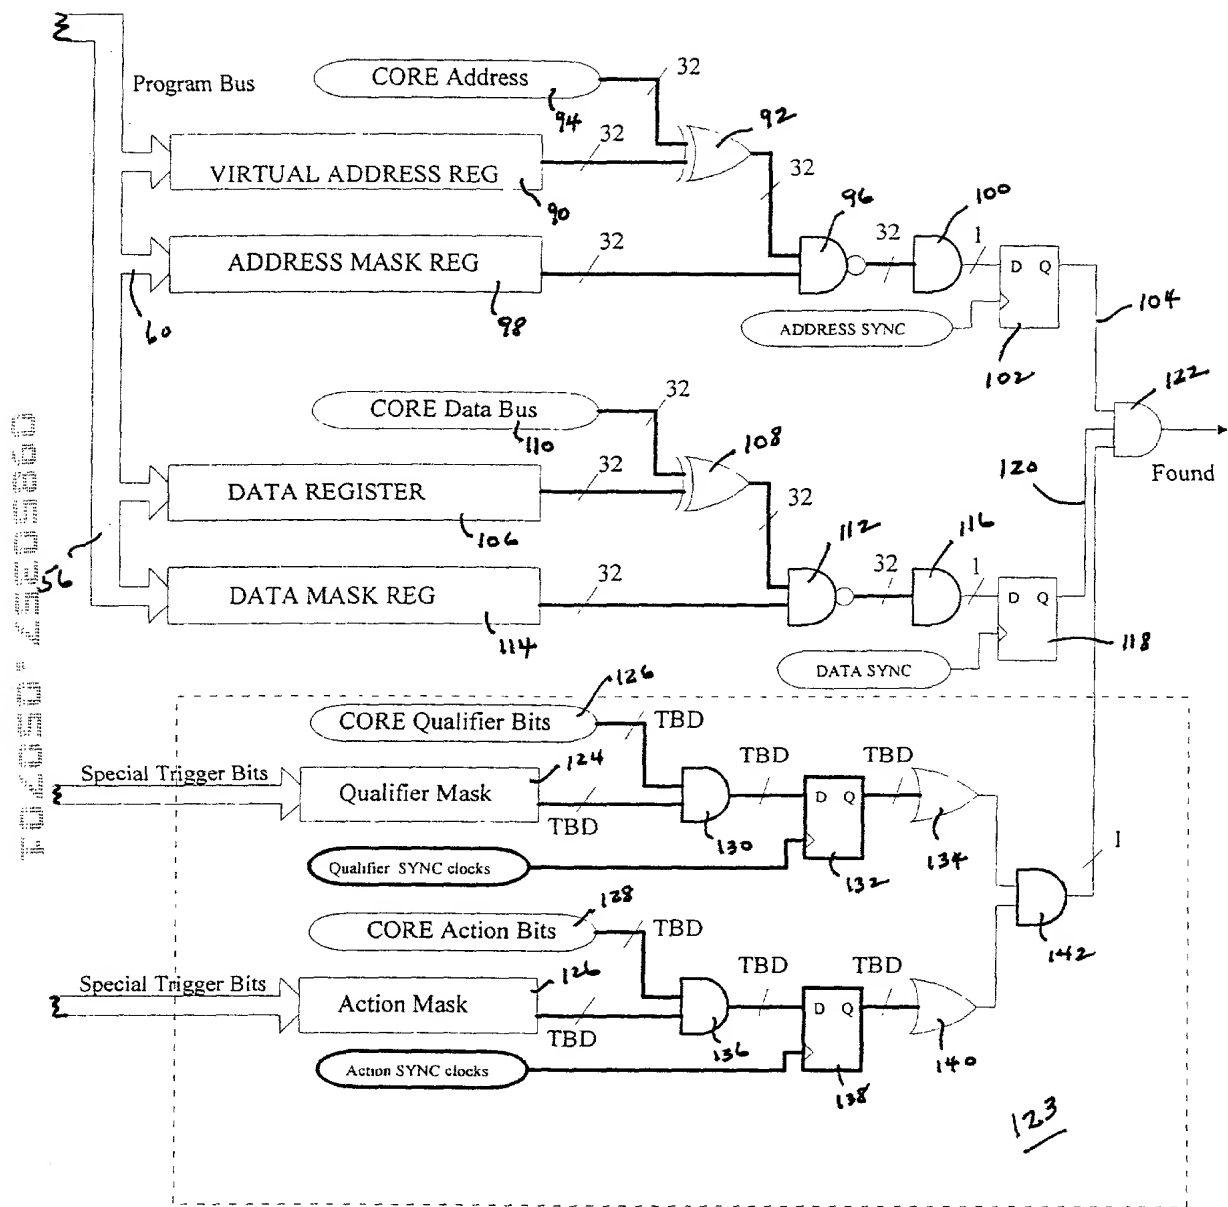 Program Bus
CORE Address
94
32
92
VIRTUAL ADDRESS REG
90
32
32
96
100
ADDRESS MASK REG
98
60
32
32
1
D Q
102
104
ADDRESS SYNC
122
Found
CORE Data Bus
110
32
108
DATA REGISTER
106
32
32
112
116
120
56
DATA MASK REG
114
32
32
1
D Q
118
DATA SYNC
126
CORE Qualifier Bits
TBD
Special Trigger Bits
124
Qualifier Mask
TBD
130
TBD
D Q
132
TBD
134
Qualifier SYNC clocks
1
142
128
CORE Action Bits
TBD
Special Trigger Bits
126
Action Mask
TBD
136
TBD
D Q
138
TBD
140
Action SYNC clocks
123
09850357.050701